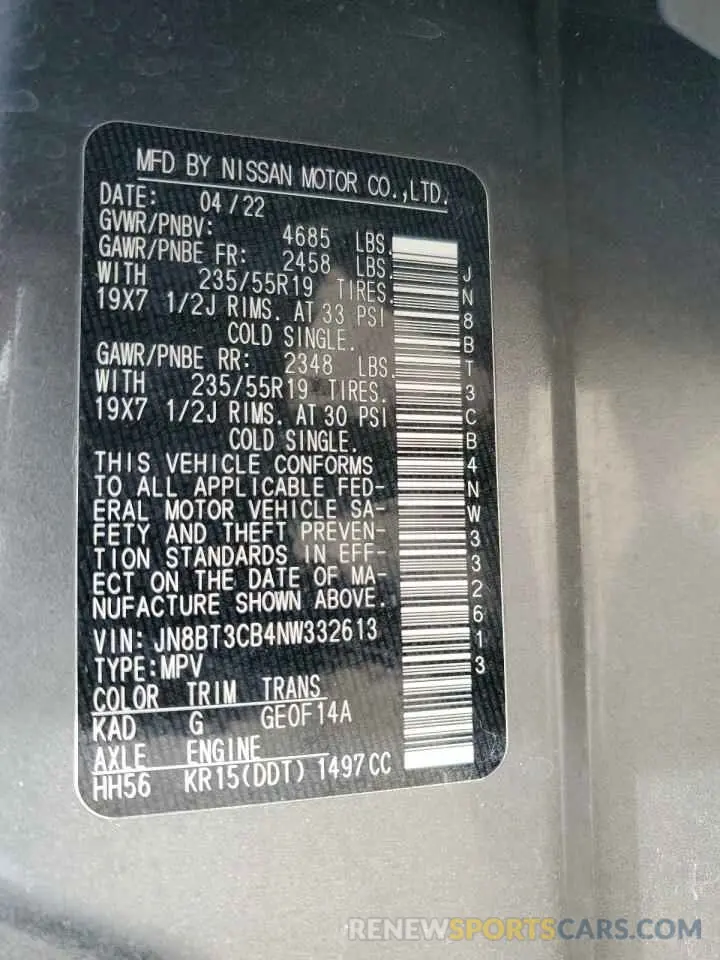 MFD BY NISSAN MOTOR CO.,LTD.
DATE: 04/22
GVWR/PNBV: 4685 LBS.
GAWR/PNBE FR: 2458 LBS.
WITH 235/55R19 TIRES.
19X7 1/2J RIMS. AT 33 PSI
COLD SINGLE.
GAWR/PNBE RR: 2348 LBS.
WITH 235/55R19 TIRES.
19X7 1/2J RIMS. AT 30 PSI
COLD SINGLE.
THIS VEHICLE CONFORMS
TO ALL APPLICABLE FED-
ERAL MOTOR VEHICLE SA-
FETY AND THEFT PREVEN-
TION STANDARDS IN EFF-
ECT ON THE DATE OF MA-
NUFACTURE SHOWN ABOVE.
VIN: JN8BT3CB4NW332613
TYPE:MPV
COLOR TRIM TRANS
KAD G GE0F14A
AXLE ENGINE
HH56 KR15(DDT) 1497CC
JN8BT3CB4NW332613
RENEWSPORTSCARS.COM